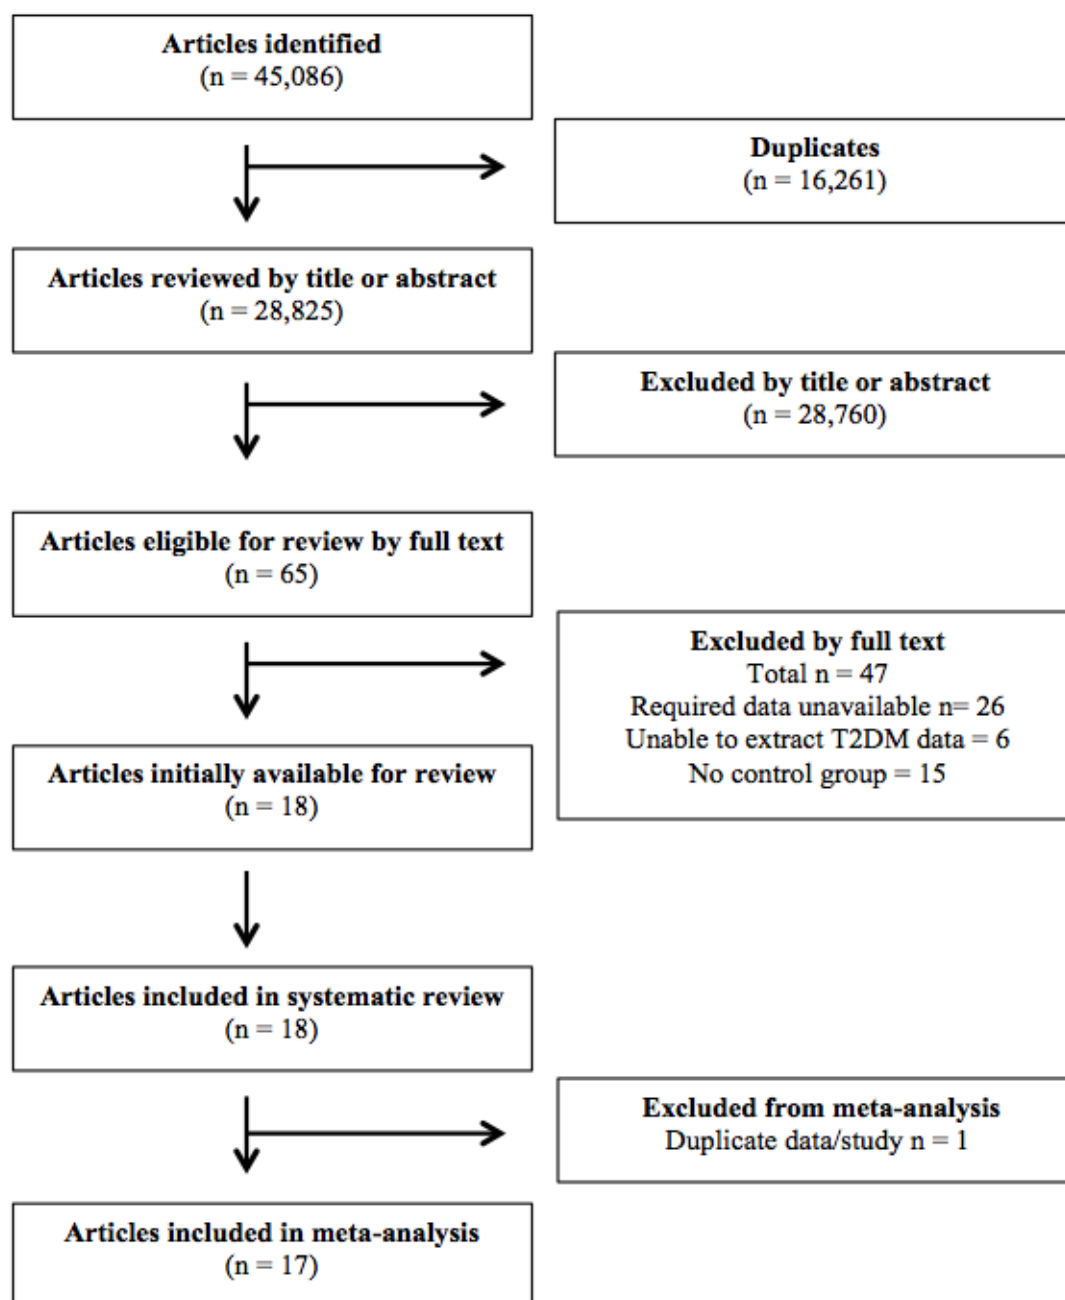 Articles identified
(n = 45,086)
Duplicates
(n = 16,261)
Articles reviewed by title or abstract
(n = 28,825)
Excluded by title or abstract
(n = 28,760)
Articles eligible for review by full text
(n = 65)
Excluded by full text
Total n = 47
Required data unavailable n= 26
Unable to extract T2DM data = 6
No control group = 15
Articles initially available for review
(n = 18)
Articles included in systematic review
(n = 18)
Excluded from meta-analysis
Duplicate data/study n = 1
Articles included in meta-analysis
(n = 17)